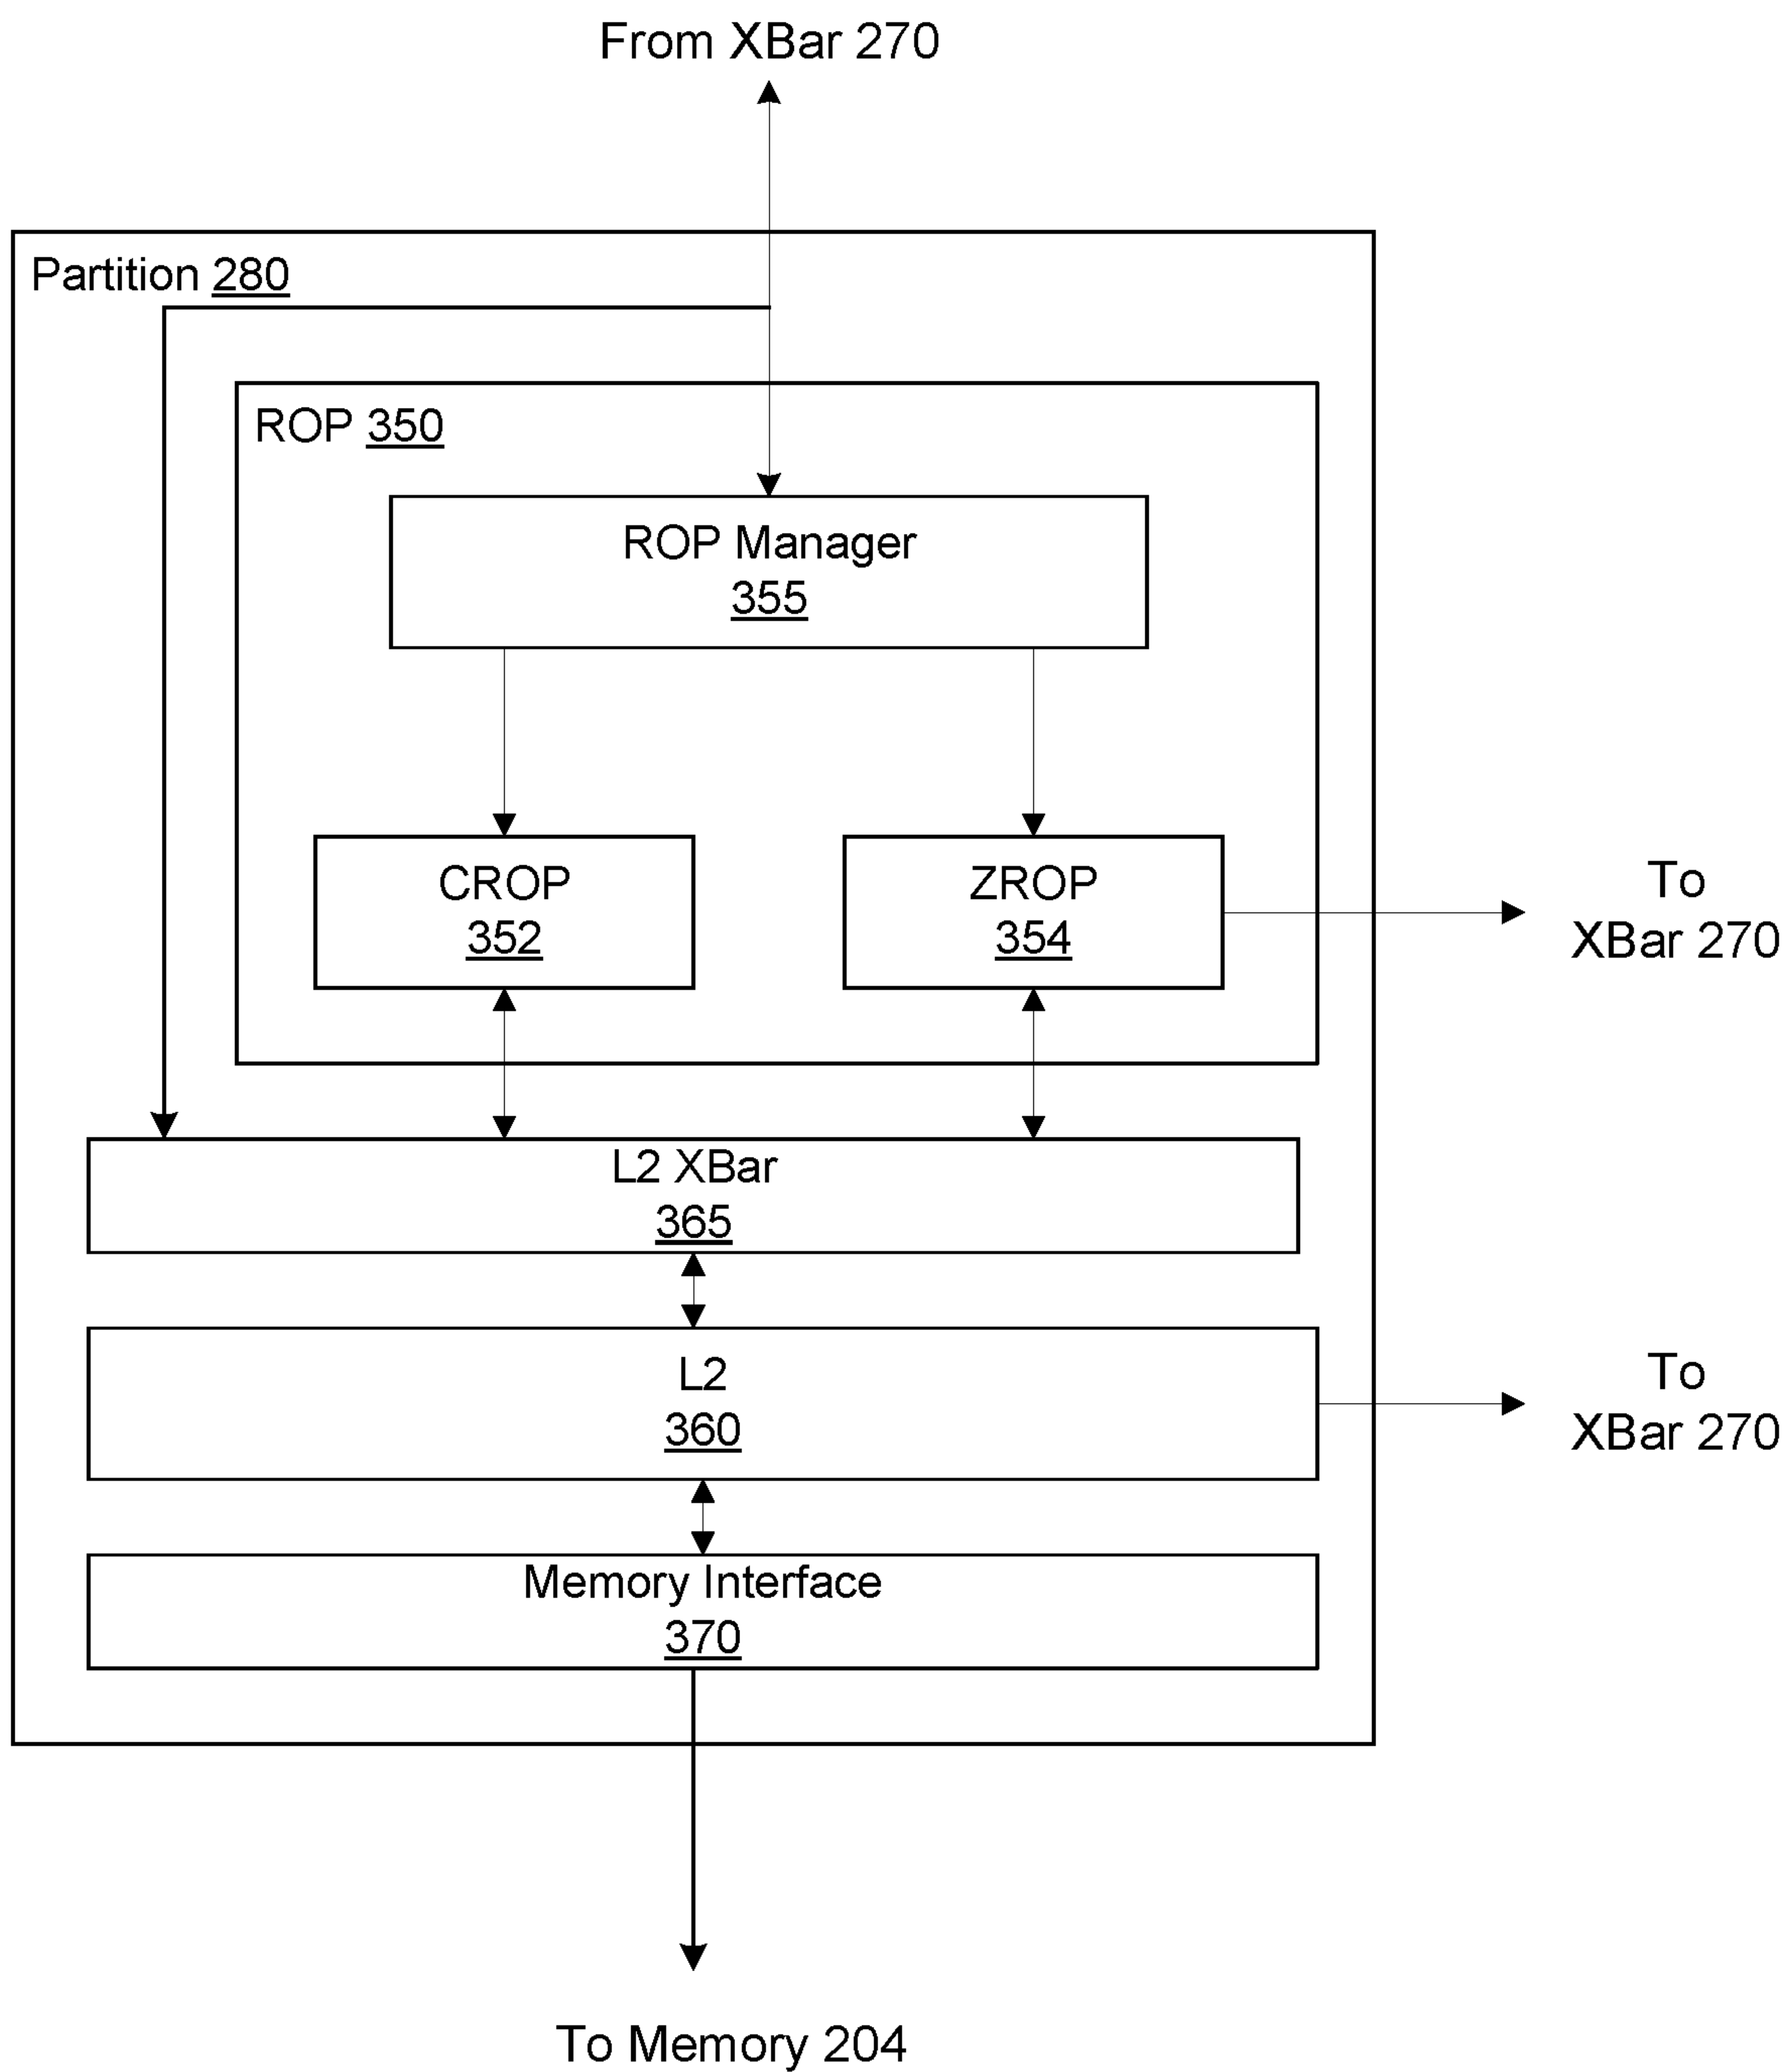 From XBar 270
Partition 280
ROP 350
ROP Manager
355
CROP
352
ZROP
354
To
XBar 270
L2 XBar
365
L2
360
To
XBar 270
Memory Interface
370
To Memory 204